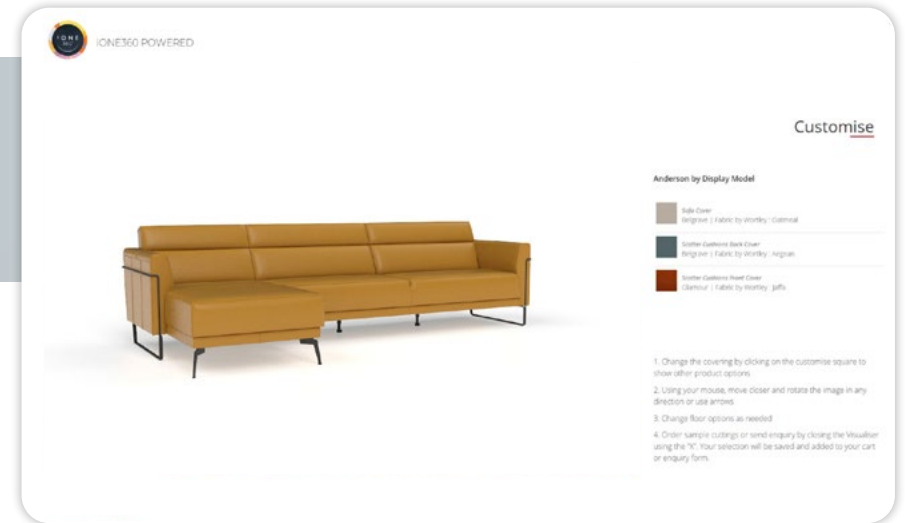 IONE
360
IONE360 POWERED
Customise
Anderson by Display Model
Sofa Cover
Belgrave | Fabric by Wortley : Oatmeal
Scatter Cushions Back Cover
Belgrave | Fabric by Wortley : Aegean
Scatter Cushions Front Cover
Glamour | Fabric by Wortley : Jaffa
1. Change the covering by clicking on the customise square to
show other product options
2. Using your mouse, move closer and rotate the image in any
direction or use arrows
3. Change floor options as needed
4. Order sample cuttings or send enquiry by closing the Visualiser
using the "X". Your selection will be saved and added to your cart
or enquiry form.